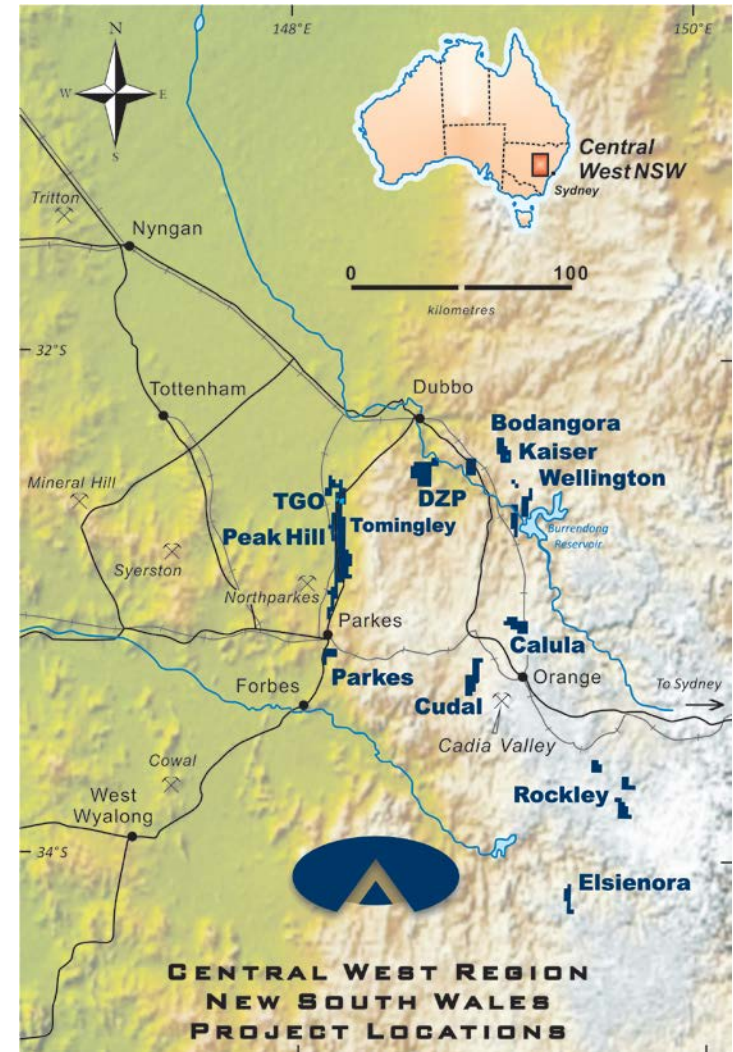 148°E
150°E
N
W
E
S
Central
West NSW
Sydney
Tritton
Nyngan
0
100
kilometres
32°S
Tottenham
Dubbo
Bodangora
Kaiser
Wellington
Mineral Hill
TGO
DZP
Peak Hill
Tomingley
Burrendong
Reservoir
Syerston
Northparkes
Parkes
Calula
Parkes
Orange
To Sydney
Forbes
Cudal
Cadia Valley
Cowal
West
Wyalong
Rockley
34°S
Elsienora
CENTRAL WEST REGION
NEW SOUTH WALES
PROJECT LOCATIONS